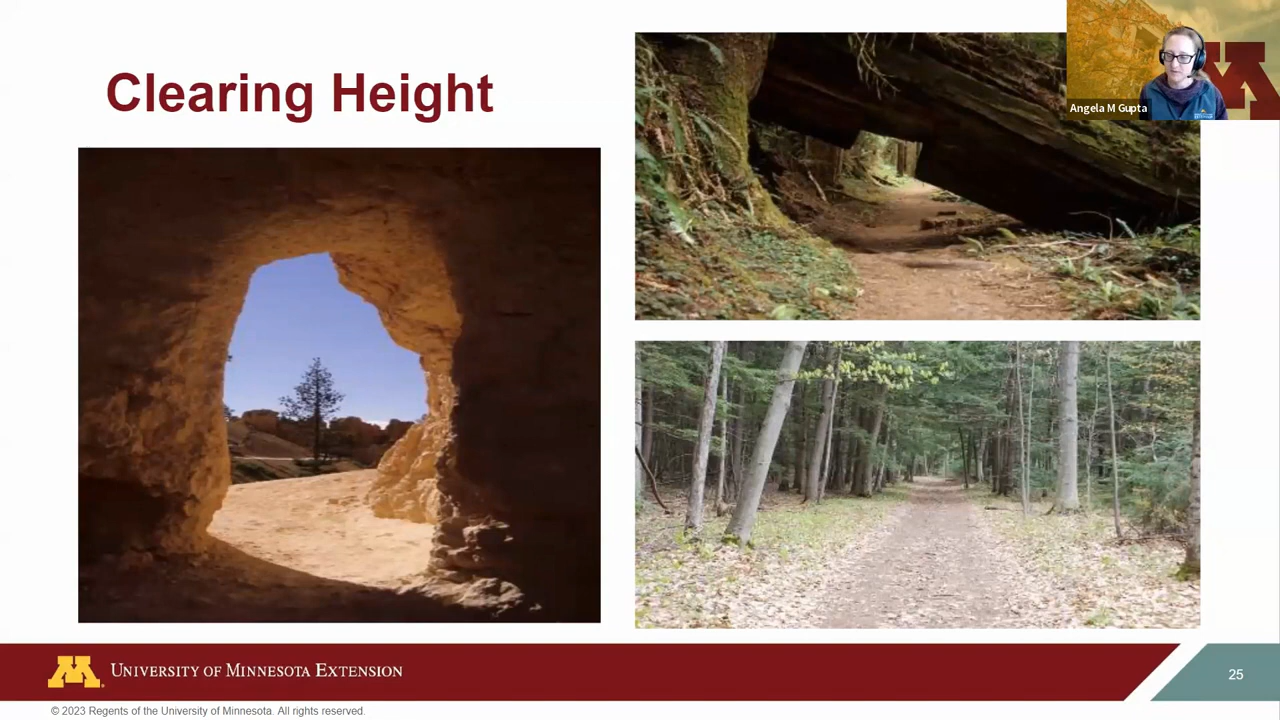 Clearing Height
Angela M Gupta
University of Minnesota Extension
25
© 2023 Regents of the University of Minnesota. All rights reserved.